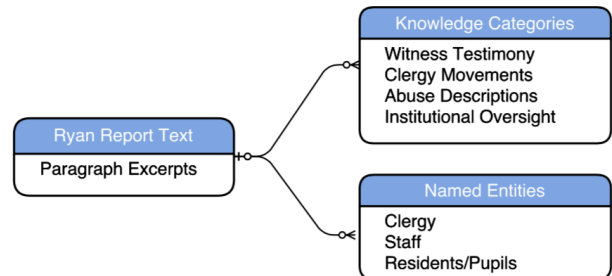 Ryan Report Text
Paragraph Excerpts
Knowledge Categories
Witness Testimony
Clergy Movements
Abuse Descriptions
Institutional Oversight
Named Entities
Clergy
Staff
Residents/Pupils